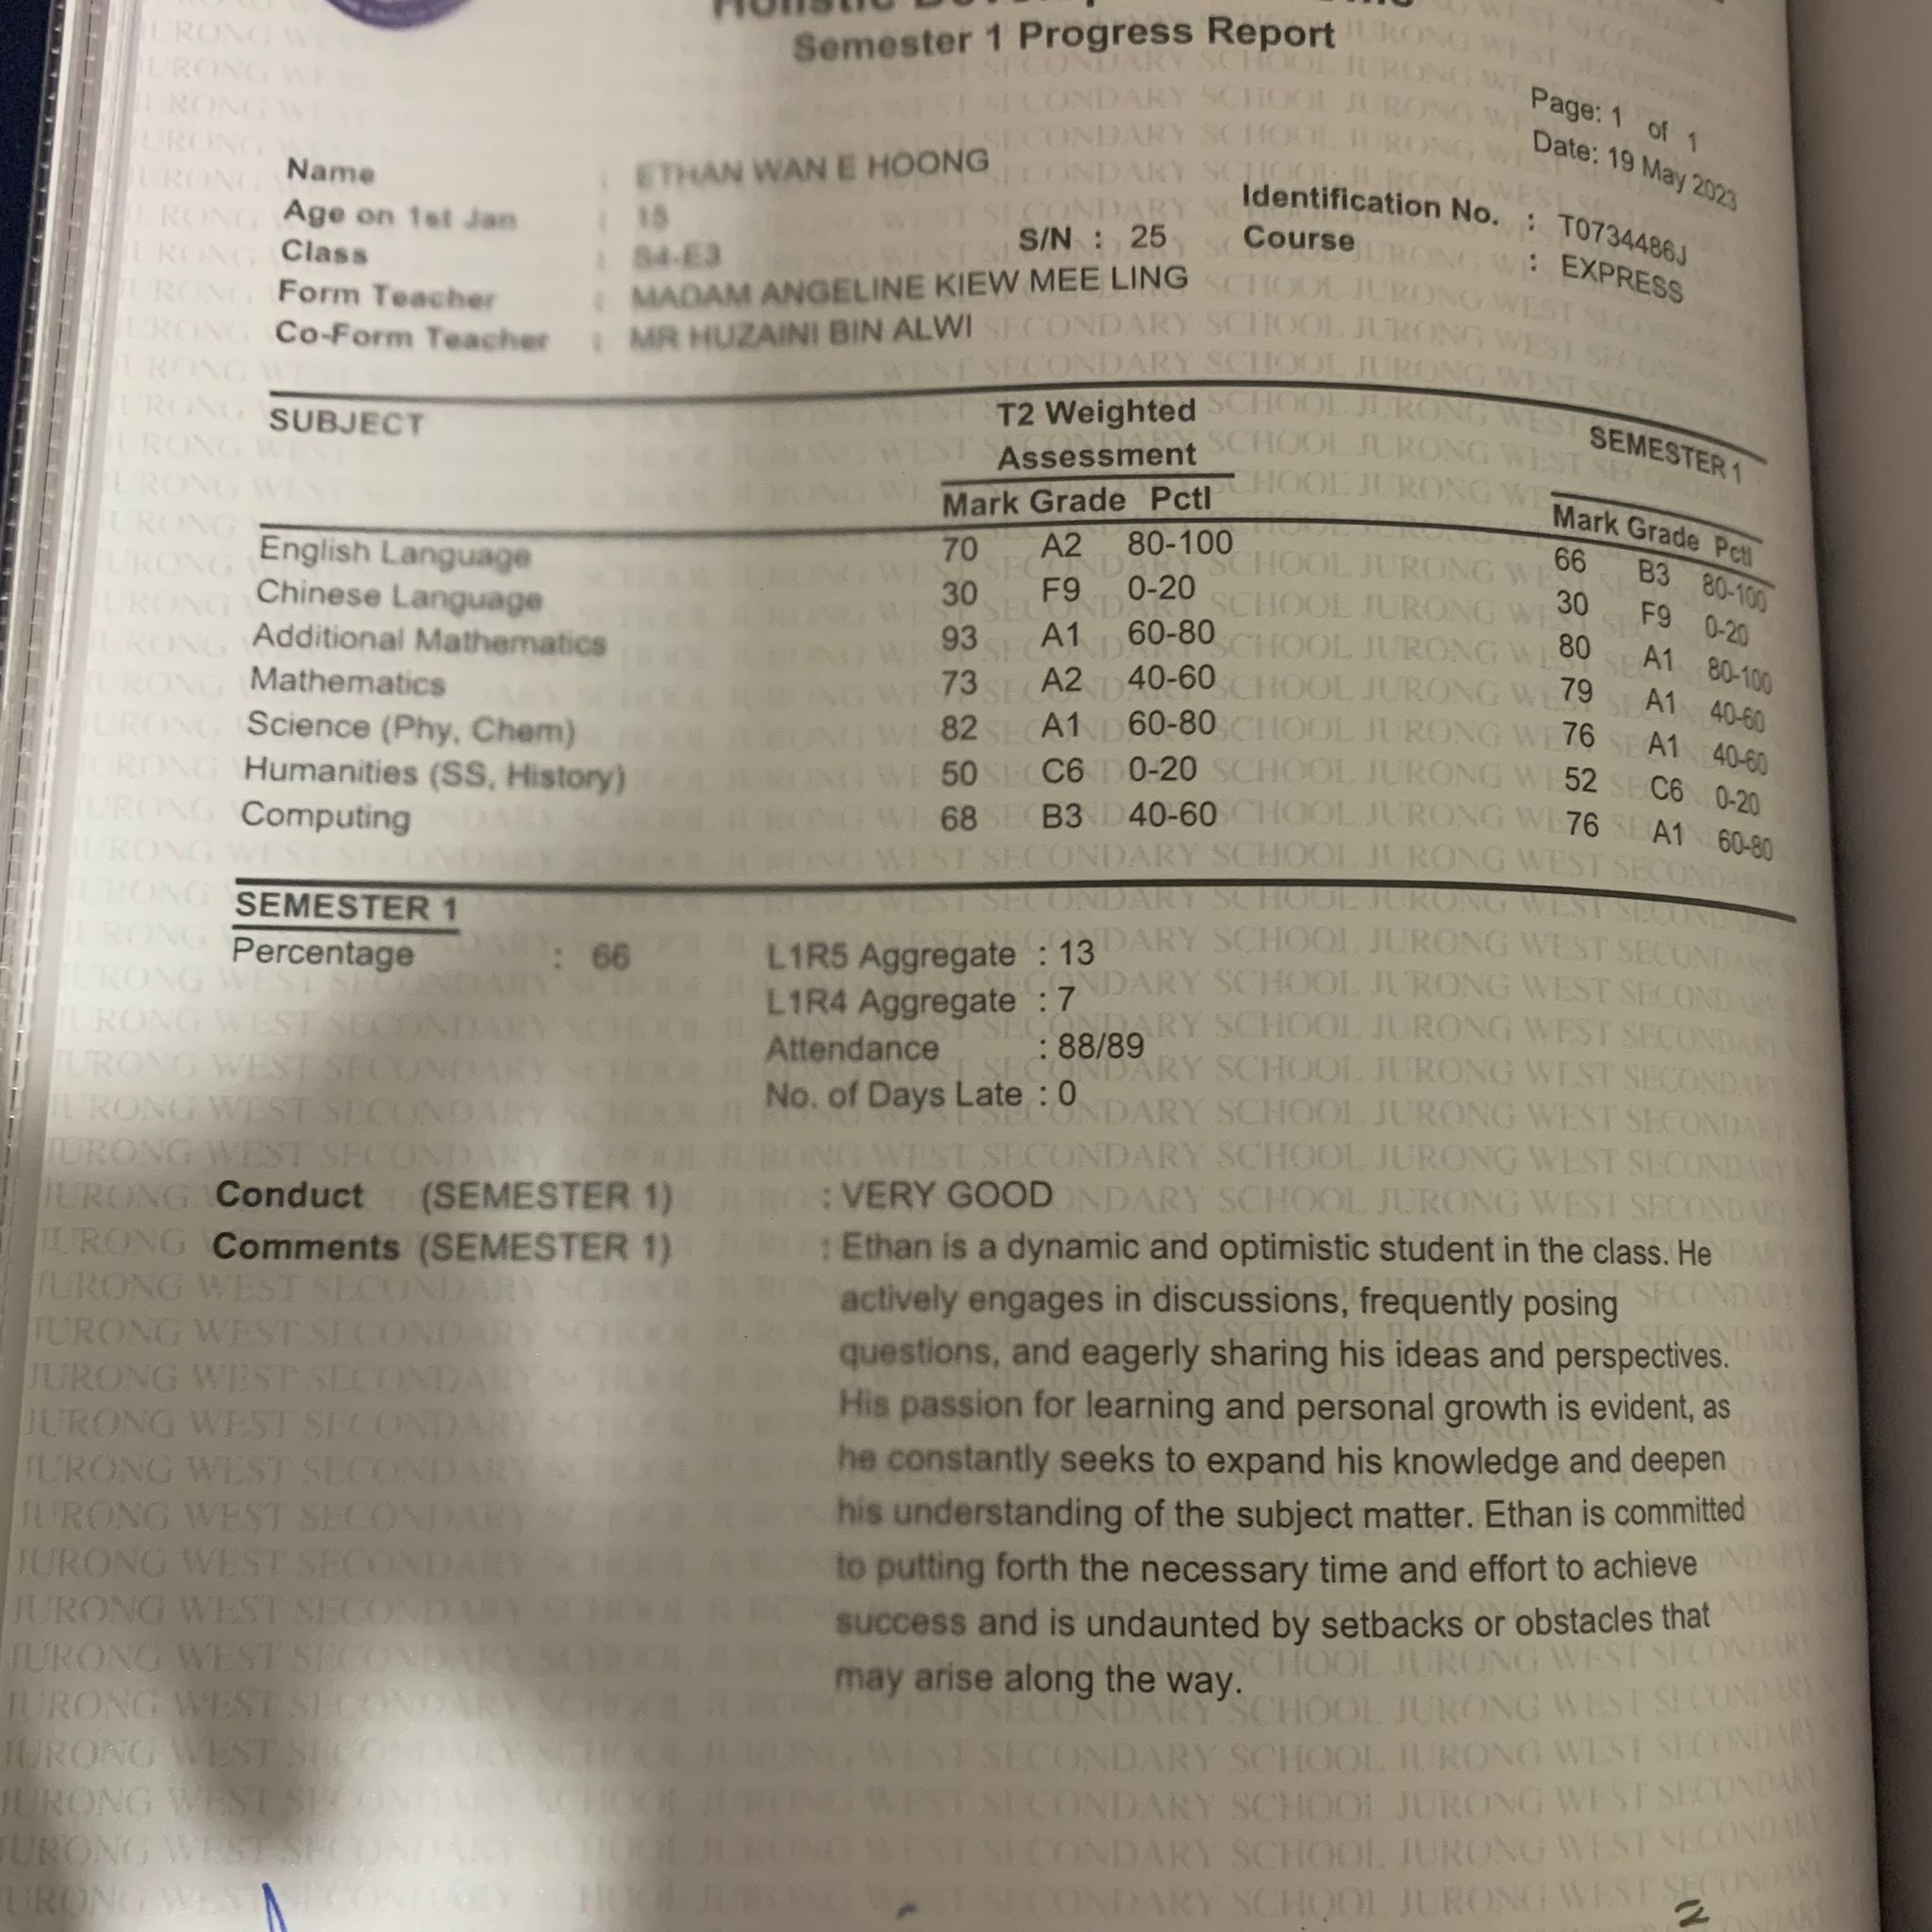 Semester 1 Progress Report
Page: 1 of 1
Date: 19 May 2023
Name : ETHAN WAN E HOONG
Identification No. : T0734486J
Age on 1st Jan : 15
Class : S4-E3 S/N : 25 Course : EXPRESS
Form Teacher : MADAM ANGELINE KIEW MEE LING
Co-Form Teacher : MR HUZAINI BIN ALWI
SUBJECT T2 Weighted SEMESTER 1
Assessment
Mark Grade Pctl Mark Grade Pctl
English Language 70 A2 80-100 66 B3 80-100
Chinese Language 30 F9 0-20 30 F9 0-20
Additional Mathematics 93 A1 60-80 80 A1 80-100
Mathematics 73 A2 40-60 79 A1 40-60
Science (Phy, Chem) 82 A1 60-80 76 A1 40-60
Humanities (SS, History) 50 C6 0-20 52 C6 0-20
Computing 68 B3 40-60 76 A1 60-80
SEMESTER 1
Percentage : 66 L1R5 Aggregate : 13
L1R4 Aggregate : 7
Attendance : 88/89
No. of Days Late : 0
Conduct (SEMESTER 1) : VERY GOOD
Comments (SEMESTER 1) : Ethan is a dynamic and optimistic student in the class. He
actively engages in discussions, frequently posing
questions, and eagerly sharing his ideas and perspectives.
His passion for learning and personal growth is evident, as
he constantly seeks to expand his knowledge and deepen
his understanding of the subject matter. Ethan is committed
to putting forth the necessary time and effort to achieve
success and is undaunted by setbacks or obstacles that
may arise along the way.